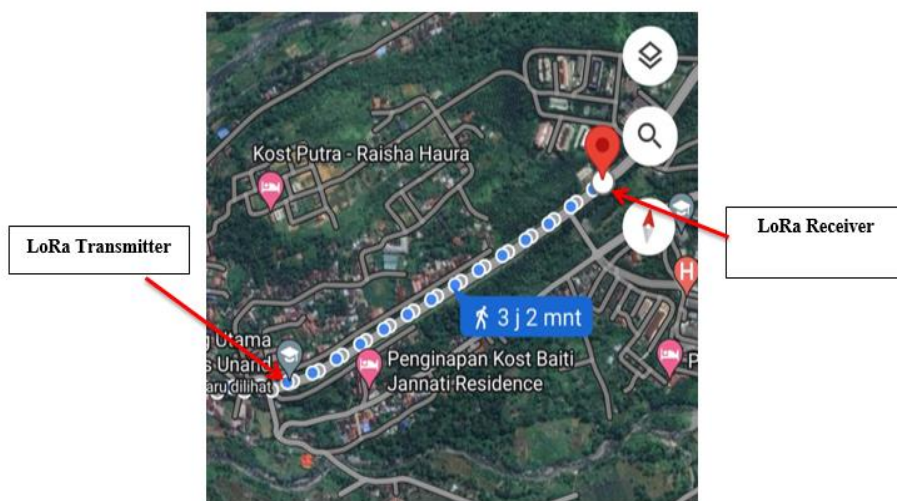 Kost Putra - Raisha Haura
LoRa Transmitter
LoRa Receiver
H
3 j 2 mnt
Utama
s Unand
aru dilihat
Penginapan Kost Baiti
Jannati Residence
P